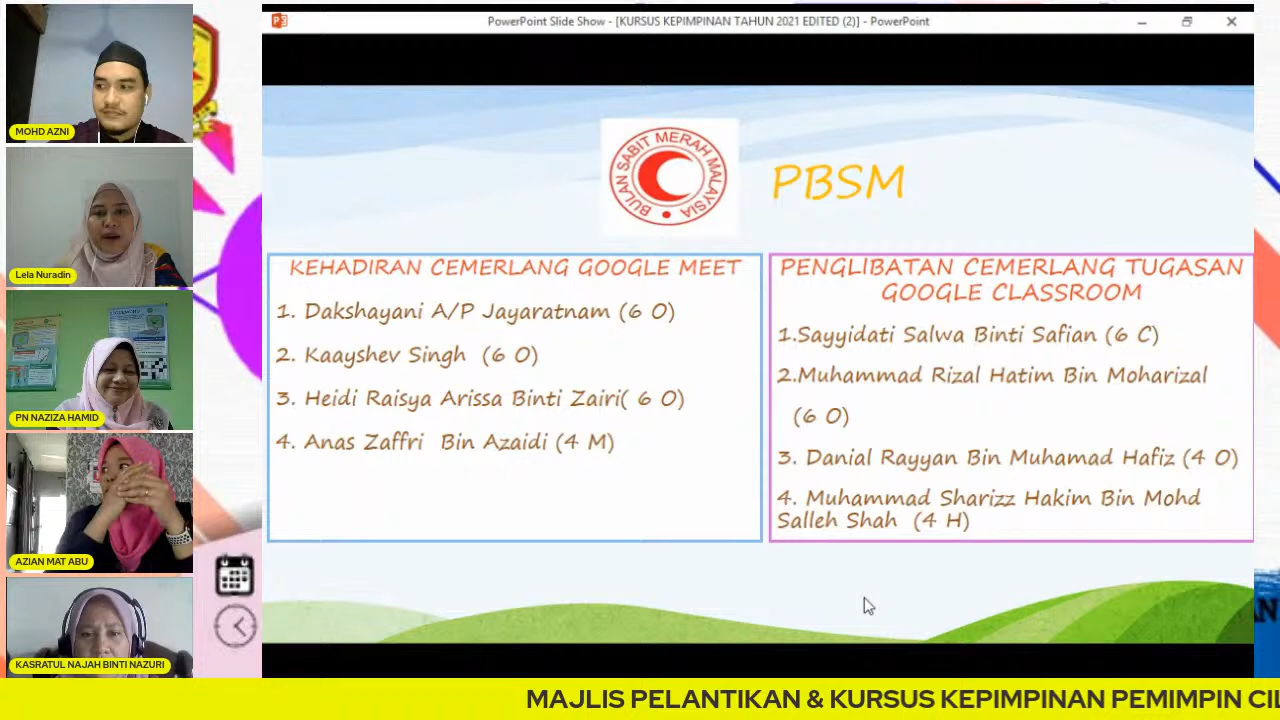 PowerPoint Slide Show - [KURSUS KEPIMPINAN TAHUN 2021 EDITED (2)] - PowerPoint
MOHD AZNI
Lela Nuradin
PN NAZIZA HAMID
AZIAN MAT ABU
KASRATUL NAJAH BINTI NAZURI
BULAN SABIT MERAH MALAYSIA
PBSM
KEHADIRAN CEMERLANG GOOGLE MEET
1. Dakshayani A/P Jayaratnam (6 O)
2. Kaayshev Singh (6 O)
3. Heidi Raisya Arissa Binti Zairi( 6 O)
4. Anas Zaffri Bin Azaidi (4 M)
PENGLIBATAN CEMERLANG TUGASAN
GOOGLE CLASSROOM
1.Sayyidati Salwa Binti Safian (6 C)
2.Muhammad Rizal Hatim Bin Moharizal
(6 O)
3. Danial Rayyan Bin Muhamad Hafiz (4 O)
4. Muhammad Sharizz Hakim Bin Mohd
Salleh Shah (4 H)
MAJLIS PELANTIKAN & KURSUS KEPIMPINAN PEMIMPIN CIL